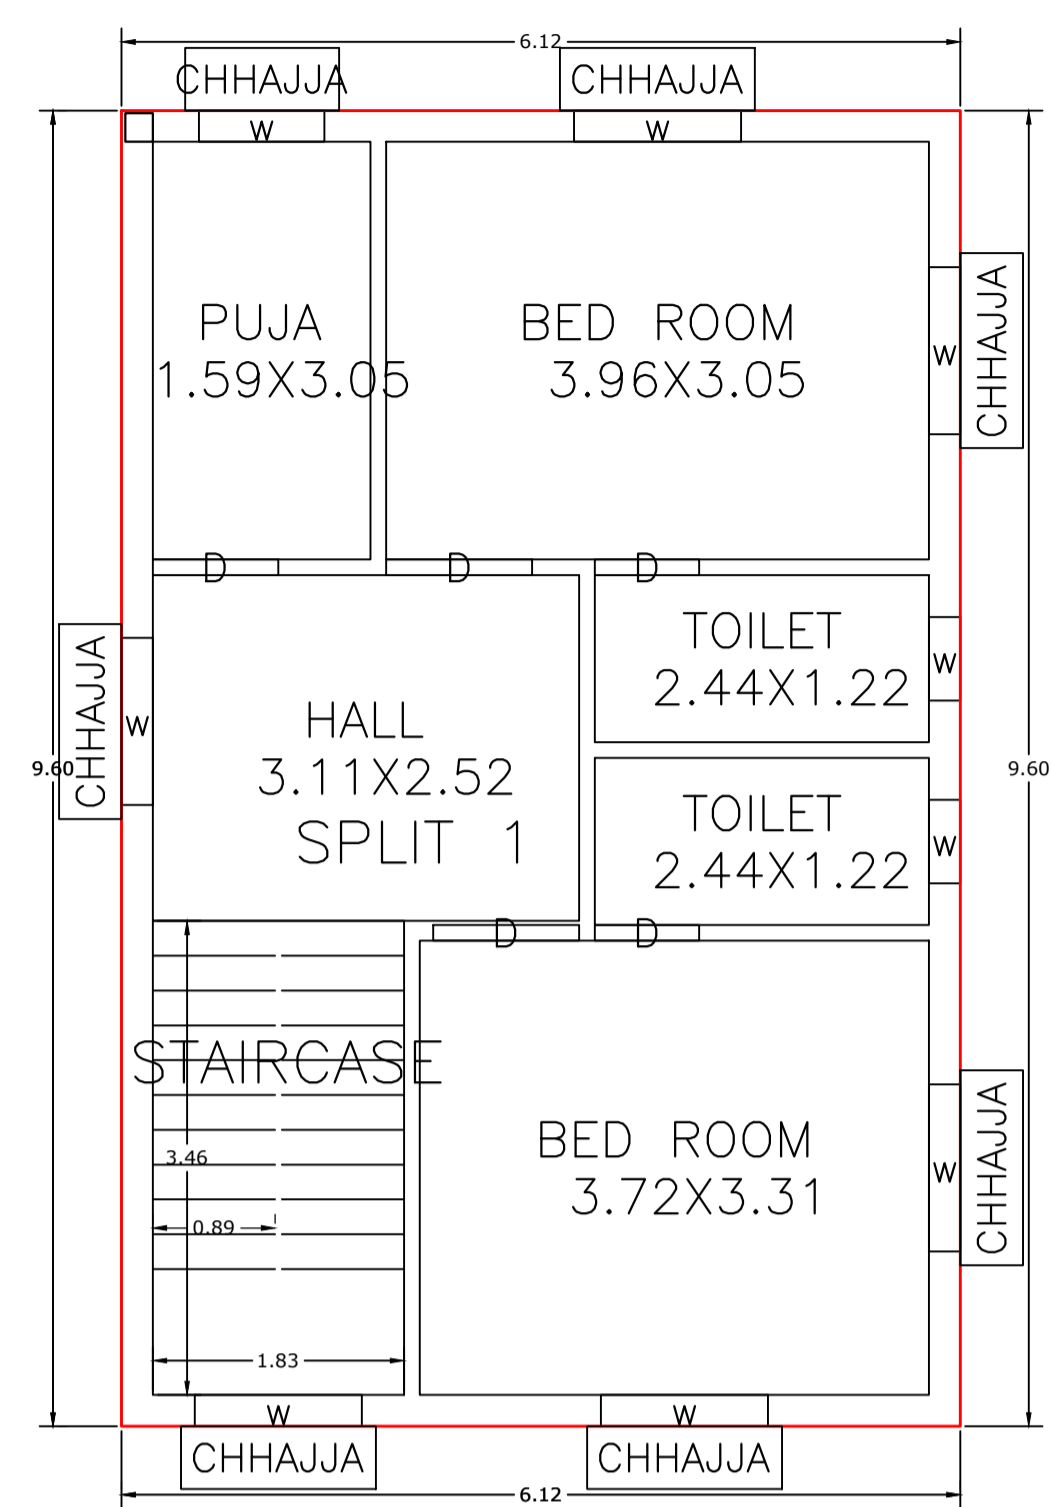 6.12
CHHAJJA
CHHAJJA
W
W
PUJA
1.59X3.05
BED ROOM
3.96X3.05
W
CHHAJJA
D
D
D
TOILET
2.44X1.22
W
CHHAJJA
W
HALL
3.11X2.52
SPLIT 1
9.60
9.60
TOILET
2.44X1.22
W
D
D
STAIRCASE
3.46
0.89
1.83
BED ROOM
3.72X3.31
W
CHHAJJA
W
W
CHHAJJA
CHHAJJA
6.12